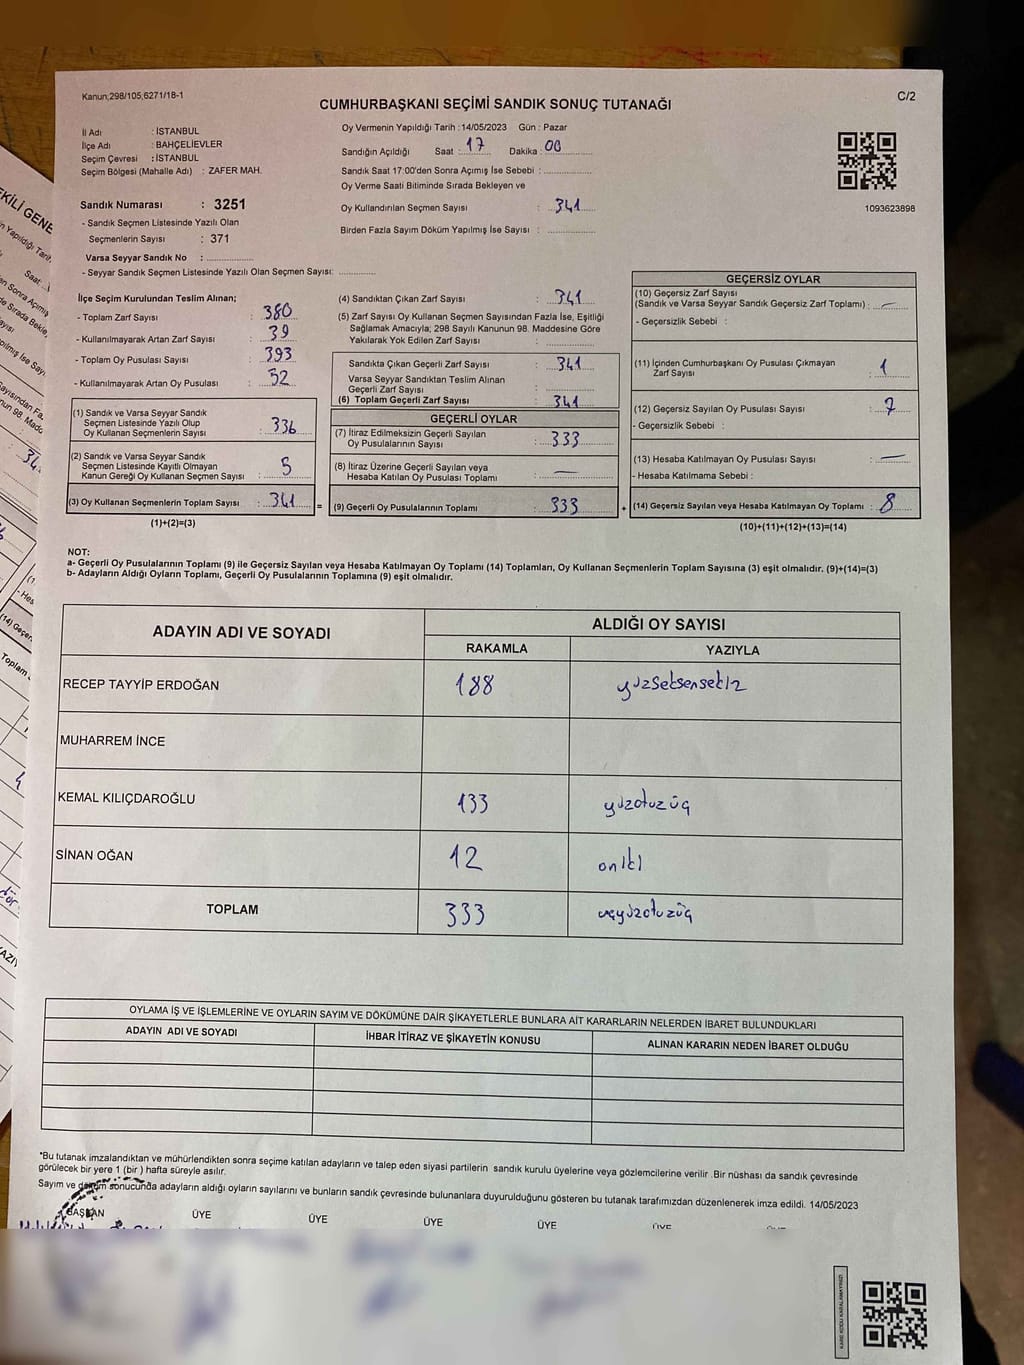 Kanun,298/105,6271/18-1
C/2
CUMHURBAŞKANI SEÇİMİ SANDIK SONUÇ TUTANAĞI
İl Adı : İSTANBUL
İlçe Adı : BAHÇELİEVLER
Seçim Çevresi : İSTANBUL
Seçim Bölgesi (Mahalle Adı) : ZAFER MAH.
Oy Vermenin Yapıldığı Tarih : 14/05/2023 Gün : Pazar
Sandığın Açıldığı Saat : 17 Dakika : 00
Sandık Saat 17:00'den Sonra Açımış İse Sebebi :
Oy Verme Saati Bitiminde Sırada Bekleyen ve
Oy Kullandırılan Seçmen Sayısı : 341
Birden Fazla Sayım Döküm Yapılmış İse Sayısı :
1093623898
Sandık Numarası : 3251
- Sandık Seçmen Listesinde Yazılı Olan
Seçmenlerin Sayısı : 371
Varsa Seyyar Sandık No :
- Seyyar Sandık Seçmen Listesinde Yazılı Olan Seçmen Sayısı:
İlçe Seçim Kurulundan Teslim Alınan;
- Toplam Zarf Sayısı : 380
- Kullanılmayarak Artan Zarf Sayısı : 39
- Toplam Oy Pusulası Sayısı : 393
- Kullanılmayarak Artan Oy Pusulası : 52
(1) Sandık ve Varsa Seyyar Sandık
Seçmen Listesinde Yazılı Olup
Oy Kullanan Seçmenlerin Sayısı : 336
(2) Sandık ve Varsa Seyyar Sandık
Seçmen Listesinde Kayıtlı Olmayan
Kanun Gereği Oy Kullanan Seçmen Sayısı : 5
(3) Oy Kullanan Seçmenlerin Toplam Sayısı : 341 =
(1)+(2)=(3)
(4) Sandıktan Çıkan Zarf Sayısı : 341
(5) Zarf Sayısı Oy Kullanan Seçmen Sayısından Fazla İse, Eşitliği
Sağlamak Amacıyla; 298 Sayılı Kanunun 98. Maddesine Göre
Yakılarak Yok Edilen Zarf Sayısı :
Sandıkta Çıkan Geçerli Zarf Sayısı : 341
Varsa Seyyar Sandıktan Teslim Alınan
Geçerli Zarf Sayısı :
(6) Toplam Geçerli Zarf Sayısı : 341
GEÇERLİ OYLAR
(7) İtiraz Edilmeksizin Geçerli Sayılan
Oy Pusulalarının Sayısı : 333
(8) İtiraz Üzerine Geçerli Sayılan veya
Hesaba Katılan Oy Pusulası Toplamı : —
(9) Geçerli Oy Pusulalarının Toplamı : 333 +
GEÇERSİZ OYLAR
(10) Geçersiz Zarf Sayısı
(Sandık ve Varsa Seyyar Sandık Geçersiz Zarf Toplamı) : —
- Geçersizlik Sebebi :
(11) İçinden Cumhurbaşkanı Oy Pusulası Çıkmayan
Zarf Sayısı : 1
(12) Geçersiz Sayılan Oy Pusulası Sayısı : 7
- Geçersizlik Sebebi :
(13) Hesaba Katılmayan Oy Pusulası Sayısı : —
- Hesaba Katılmama Sebebi :
(14) Geçersiz Sayılan veya Hesaba Katılmayan Oy Toplamı : 8
(10)+(11)+(12)+(13)=(14)
NOT:
a- Geçerli Oy Pusulalarının Toplamı (9) ile Geçersiz Sayılan veya Hesaba Katılmayan Oy Toplamı (14) Toplamları, Oy Kullanan Seçmenlerin Toplam Sayısına (3) eşit olmalıdır. (9)+(14)=(3)
b- Adayların Aldığı Oyların Toplamı, Geçerli Oy Pusulalarının Toplamına (9) eşit olmalıdır.
ADAYIN ADI VE SOYADI
ALDIĞI OY SAYISI
RAKAMLA YAZIYLA
RECEP TAYYİP ERDOĞAN 188 yüzseksensekiz
MUHARREM İNCE
KEMAL KILIÇDAROĞLU 133 yüzotuzüç
SİNAN OĞAN 12 oniki
TOPLAM 333 üçyüzotuzüç
OYLAMA İŞ VE İŞLEMLERİNE VE OYLARIN SAYIM VE DÖKÜMÜNE DAİR ŞİKAYETLERLE BUNLARA AİT KARARLARIN NELERDEN İBARET BULUNDUKLARI
ADAYIN ADI VE SOYADI İHBAR İTİRAZ VE ŞİKAYETİN KONUSU ALINAN KARARIN NEDEN İBARET OLDUĞU
*Bu tutanak imzalandıktan ve mühürlendikten sonra seçime katılan adayların ve talep eden siyasi partilerin sandık kurulu üyelerine veya gözlemcilerine verilir .Bir nüshası da sandık çevresinde
görülecek bir yere 1 (bir ) hafta süreyle asılır.
Sayım ve döküm sonucunda adayların aldığı oyların sayılarını ve bunların sandık çevresinde bulunanlara duyurulduğunu gösteren bu tutanak tarafımızdan düzenlenerek imza edildi. 14/05/2023
BAŞKAN ÜYE ÜYE ÜYE ÜYE ÜYE